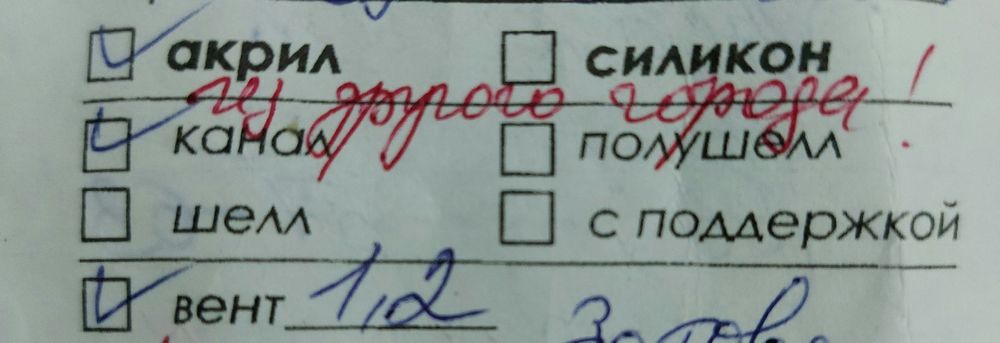 акрил силикон
из другого города!
канал полушелл
шелл с поддержкой
вент 1,2